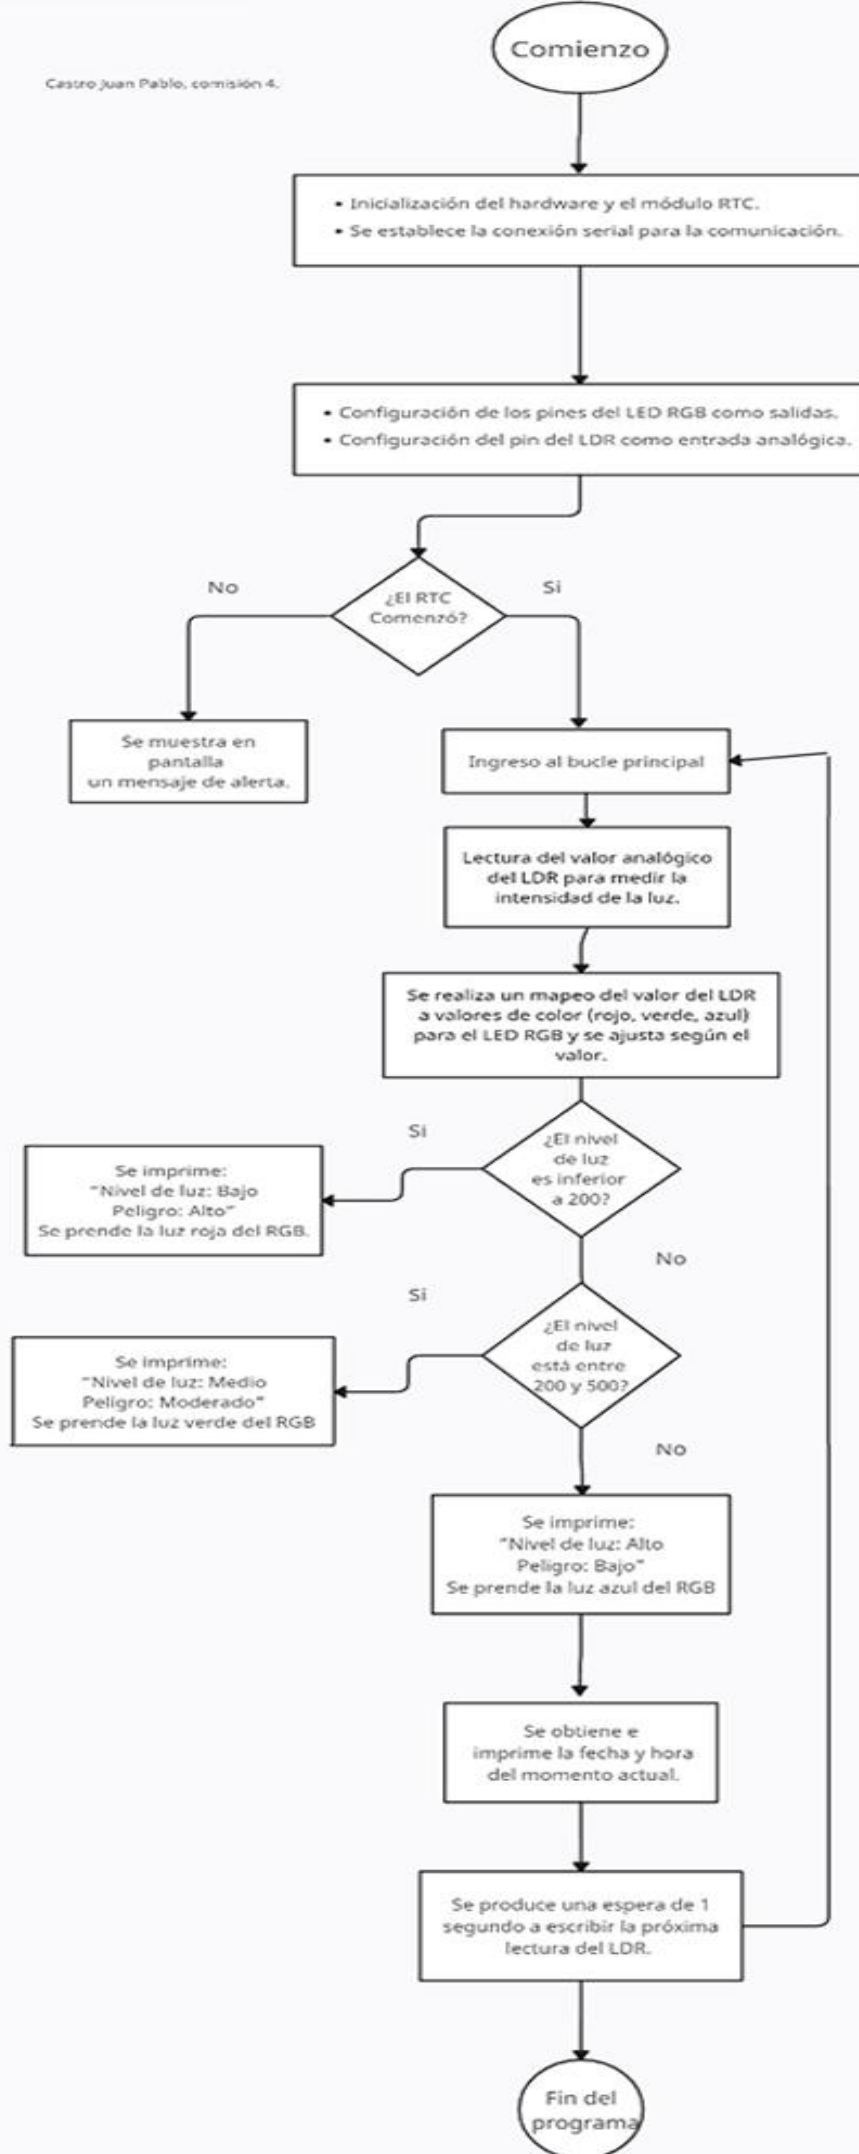 Comienzo
Castro Juan Pablo, comisión 4.
• Inicialización del hardware y el módulo RTC.
• Se establece la conexión serial para la comunicación.
• Configuración de los pines del LED RGB como salidas.
• Configuración del pin del LDR como entrada analógica.
No
Si
¿El RTC
Comenzó?
Se muestra en
pantalla
un mensaje de alerta.
Ingreso al bucle principal
Lectura del valor analógico
del LDR para medir la
intensidad de la luz.
Se realiza un mapeo del valor del LDR
a valores de color (rojo, verde, azul)
para el LED RGB y se ajusta según el
valor.
Si
¿El nivel
de luz
es inferior
a 200?
Se imprime:
"Nivel de luz: Bajo
Peligro: Alto"
Se prende la luz roja del RGB.
No
Si
¿El nivel
de luz
está entre
200 y 500?
Se imprime:
"Nivel de luz: Medio
Peligro: Moderado"
Se prende la luz verde del RGB
No
Se imprime:
"Nivel de luz: Alto
Peligro: Bajo"
Se prende la luz azul del RGB
Se obtiene e
imprime la fecha y hora
del momento actual.
Se produce una espera de 1
segundo a escribir la próxima
lectura del LDR.
Fin del
programa